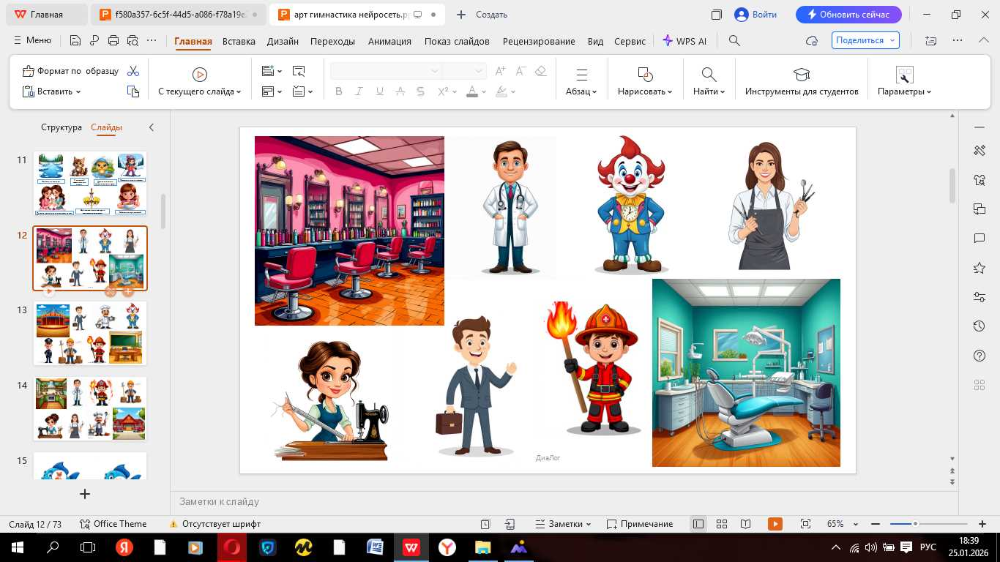 Главная
f580a357-6c5f-44d5-a086-f78a19e
арт гимнастика нейросеть.pp
Создать
Войти
Обновить сейчас
Меню
Главная
Вставка
Дизайн
Переходы
Анимация
Показ слайдов
Рецензирование
Вид
Сервис
WPS AI
Поделиться
Формат по образцу
Вставить
С текущего слайда
Абзац
Нарисовать
Найти
Инструменты для студентов
Параметры
Структура
Слайды
11
12
13
14
15
ДиаЛог
Заметки к слайду
Слайд 12 / 73
Office Theme
Отсутствует шрифт
Заметки
Примечание
65%
РУС
18:39
25.01.2026